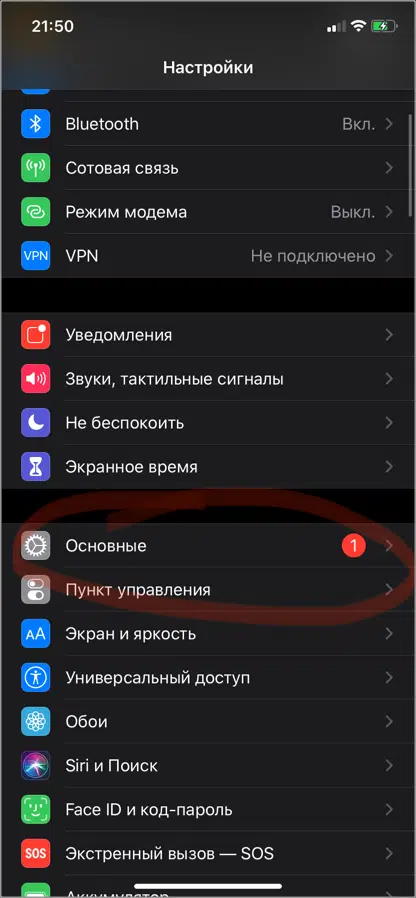 21:50
Настройки
Bluetooth Вкл.
Сотовая связь
Режим модема Выкл.
VPN VPN Не подключено
Уведомления
Звуки, тактильные сигналы
Не беспокоить
Экранное время
Основные 1
Пункт управления
AA Экран и яркость
Универсальный доступ
Обои
Siri и Поиск
Face ID и код-пароль
SOS Экстренный вызов — SOS
Аккумулятор